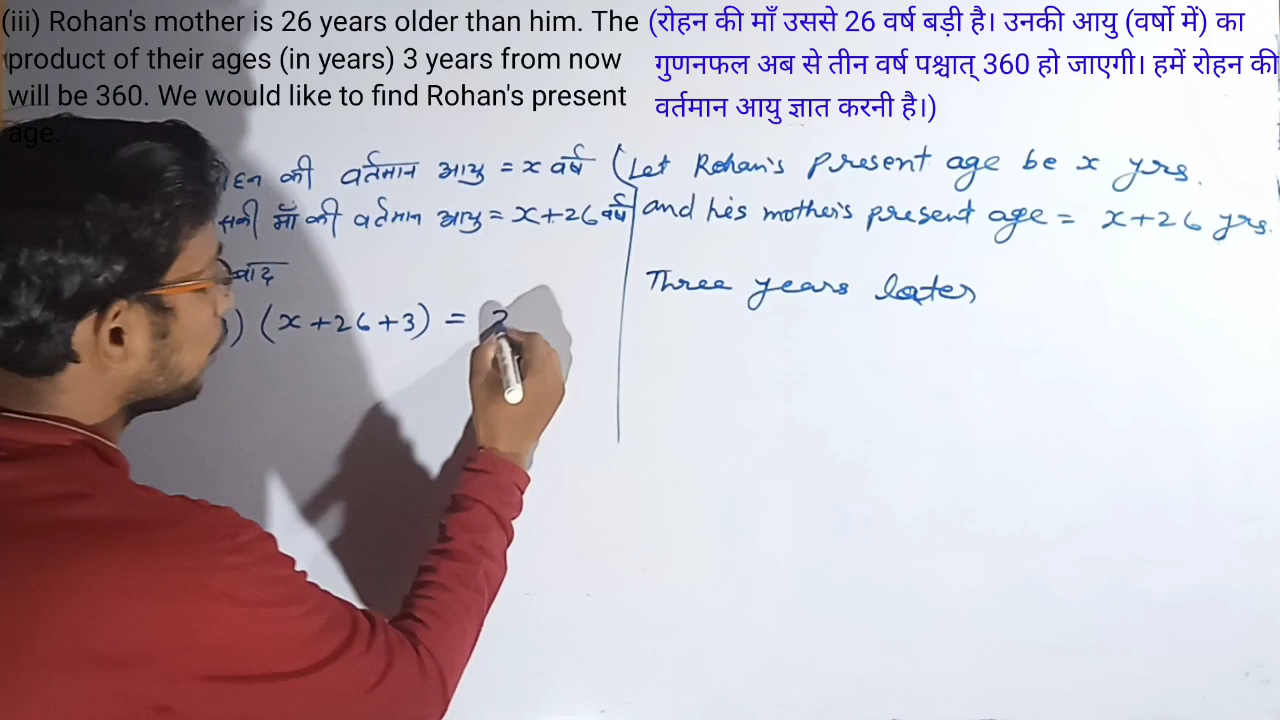 (iii) Rohan's mother is 26 years older than him. The
product of their ages (in years) 3 years from now
will be 360. We would like to find Rohan's present
age.
(रोहन की माँ उससे 26 वर्ष बड़ी है। उनकी आयु (वर्षो में) का
गुणनफल अब से तीन वर्ष पश्चात् 360 हो जाएगी। हमें रोहन की
वर्तमान आयु ज्ञात करनी है।)
की वर्तमान आयु = x वर्ष
माँ की वर्तमान आयु = x+26 वर्ष
) (x+26+3) =
(Let Rohan's present age be x yrs.
and his mother's present age = x+26 yrs.
Three years later